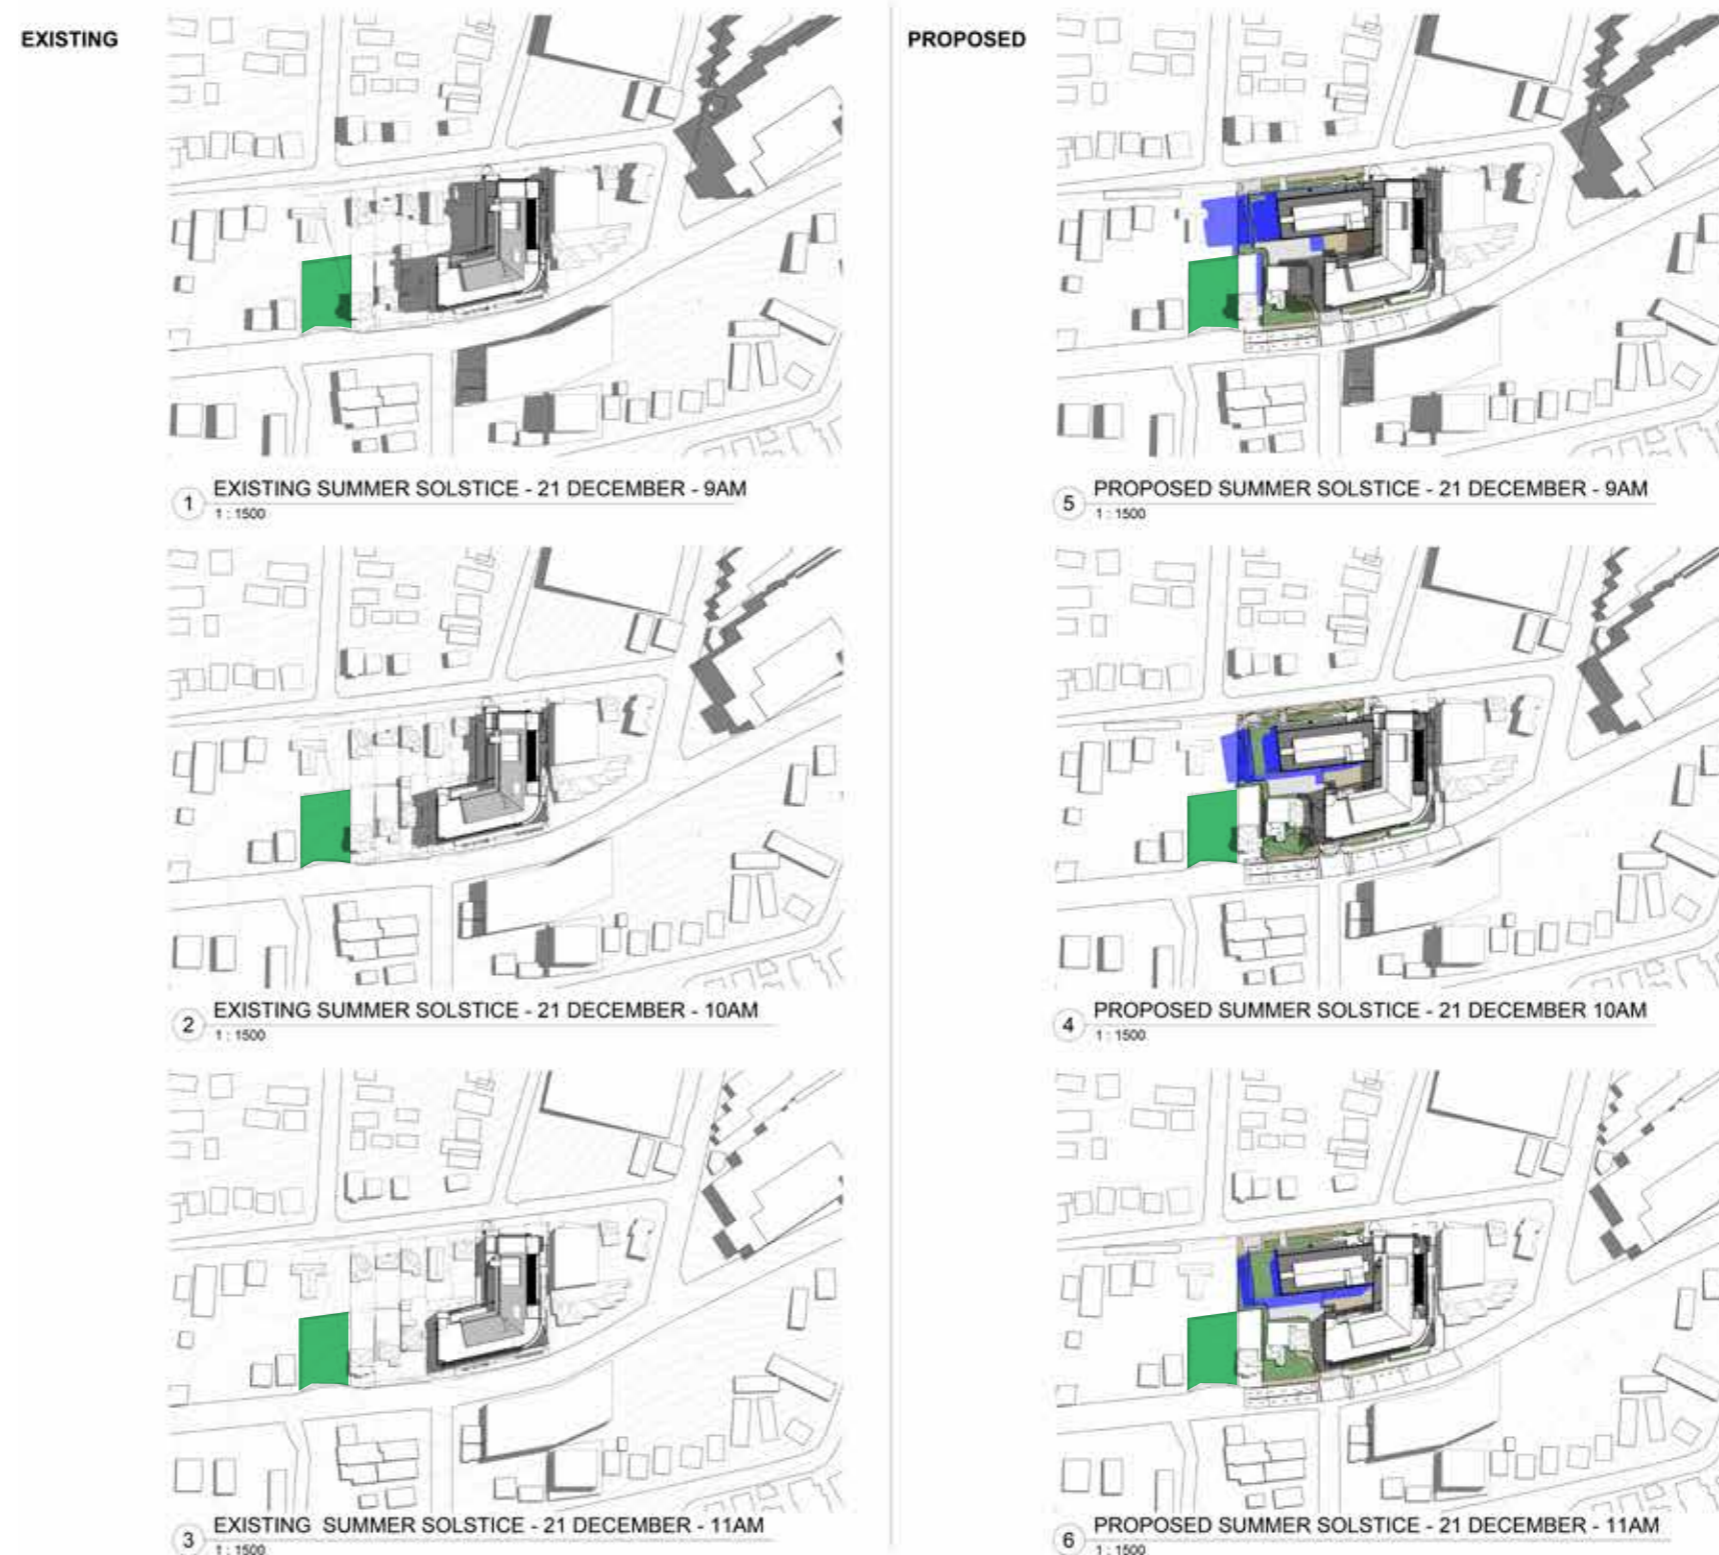 EXISTING
PROPOSED
1 EXISTING SUMMER SOLSTICE - 21 DECEMBER - 9AM
1 : 1500
5 PROPOSED SUMMER SOLSTICE - 21 DECEMBER - 9AM
1 : 1500
2 EXISTING SUMMER SOLSTICE - 21 DECEMBER - 10AM
1 : 1500
4 PROPOSED SUMMER SOLSTICE - 21 DECEMBER 10AM
1 : 1500
3 EXISTING SUMMER SOLSTICE - 21 DECEMBER - 11AM
1 : 1500
6 PROPOSED SUMMER SOLSTICE - 21 DECEMBER - 11AM
1 : 1500